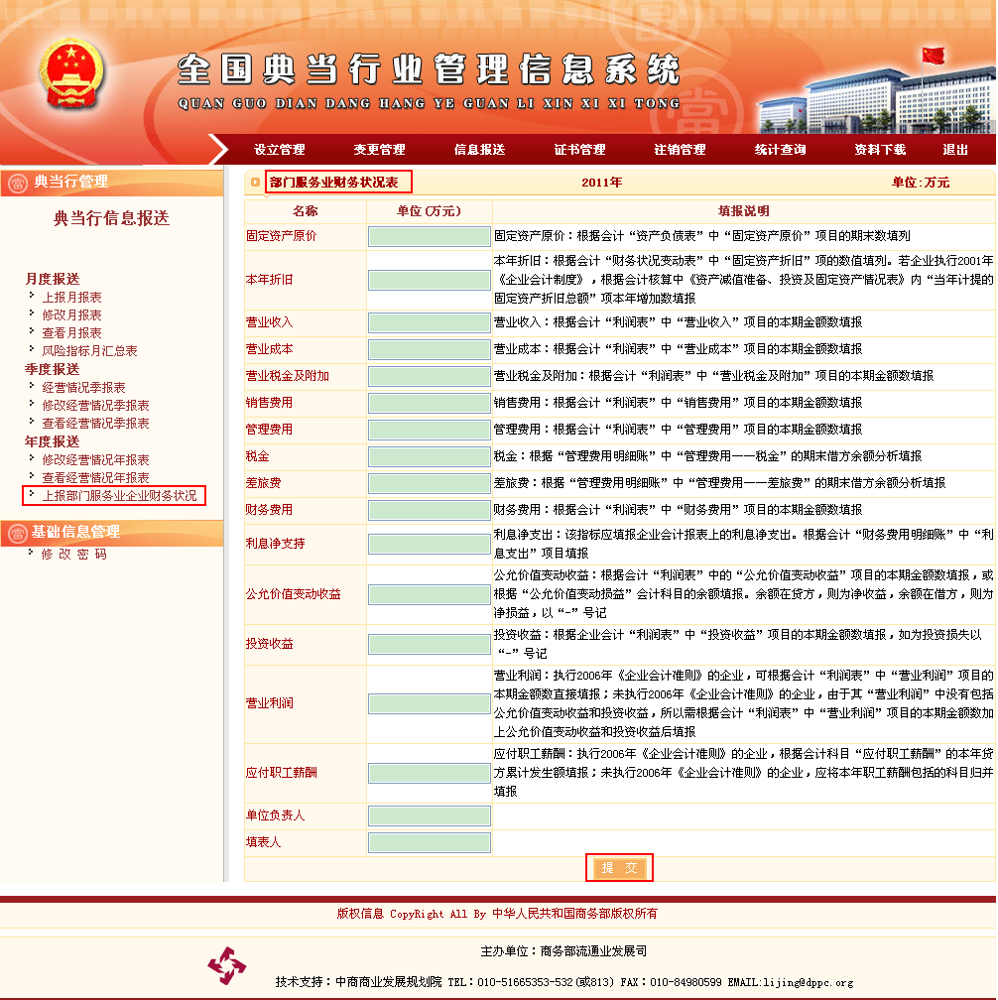 全国典当行业管理信息系统
QUAN GUO DIAN DANG HANG YE GUAN LI XIN XI XI TONG
设立管理 变更管理 信息报送 证书管理 注销管理 统计查询 资料下载 退出
典当行管理
典当行信息报送
月度报送
上报月报表
修改月报表
查看月报表
风险指标月汇总表
季度报送
经营情况季报表
修改经营情况季报表
查看经营情况季报表
年度报送
修改经营情况年报表
查看经营情况年报表
上报部门服务业企业财务状况
基础信息管理
修 改 密 码
部门服务业财务状况表 2011年 单位:万元
名称 单位(万元) 填报说明
固定资产原价 固定资产原价：根据会计“资产负债表”中“固定资产原价”项目的期末数填列
本年折旧 本年折旧：根据会计“财务状况变动表”中“固定资产折旧”项的数值填列。若企业执行2001年
《企业会计制度》，根据会计核算中《资产减值准备、投资及固定资产情况表》内“当年计提的
固定资产折旧总额”项本年增加数填报
营业收入 营业收入：根据会计“利润表”中“营业收入”项目的本期金额数填报
营业成本 营业成本：根据会计“利润表”中“营业成本”项目的本期金额数填报
营业税金及附加 营业税金及附加：根据会计“利润表”中“营业税金及附加”项目的本期金额数填报
销售费用 销售费用：根据会计“利润表”中“销售费用”项目的本期金额数填报
管理费用 管理费用：根据会计“利润表”中“管理费用”项目的本期金额数填报
税金 税金：根据“管理费用明细账”中“管理费用——税金”的期末借方余额分析填报
差旅费 差旅费：根据“管理费用明细账”中“管理费用——差旅费”的期末借方余额分析填报
财务费用 财务费用：根据会计“利润表”中“财务费用”项目的本期金额数填报
利息净支持 利息净支出：该指标应填报企业会计报表上的利息净支出。根据会计“财务费用明细账”中“利
息支出”项目填报
公允价值变动收益 公允价值变动收益：根据会计“利润表”中的“公允价值变动收益”项目的本期金额数填报，或
根据“公允价值变动损益”会计科目的余额填报。余额在贷方，则为净收益，余额在借方，则为
净损益，以“-”号记
投资收益 投资收益：根据企业会计“利润表”中“投资收益”项目的本期金额数填报，如为投资损失以
“-”号记
营业利润 营业利润：执行2006年《企业会计准则》的企业，可根据会计“利润表”中“营业利润”项目的
本期金额数直接填报；未执行2006年《企业会计准则》的企业，由于其“营业利润”中没有包括
公允价值变动收益和投资收益，所以需根据会计“利润表”中“营业利润”项目的本期金额数加
上公允价值变动收益和投资收益后填报
应付职工薪酬 应付职工薪酬：执行2006年《企业会计准则》的企业，根据会计科目“应付职工薪酬”的本年贷
方累计发生额填报；未执行2006年《企业会计准则》的企业，应将本年职工薪酬包括的科目归并
填报
单位负责人
填表人
提 交
版权信息 CopyRight All By 中华人民共和国商务部版权所有
主办单位：商务部流通业发展司
技术支持：中商商业发展规划院 TEL：010-51665353-532(或813) FAX：010-84980599 EMAIL:lijing@dppc.org